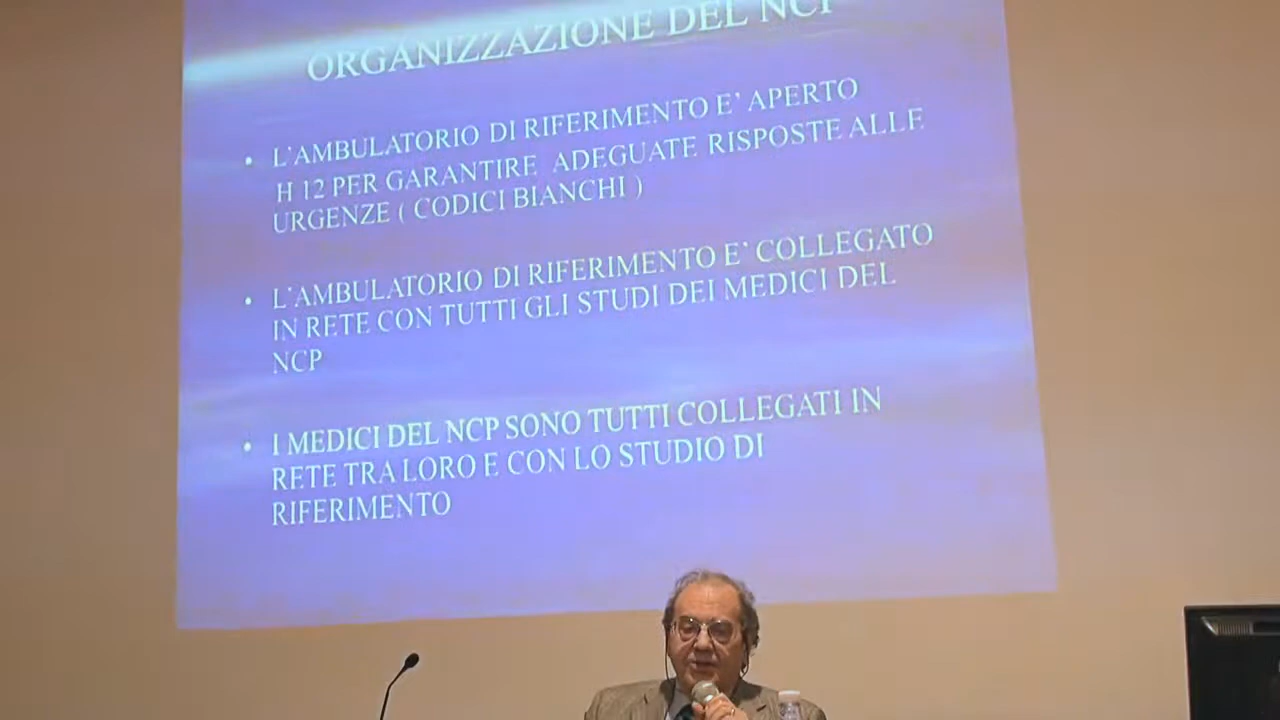 ORGANIZZAZIONE DEL NCP
• L'AMBULATORIO DI RIFERIMENTO E' APERTO
H 12 PER GARANTIRE ADEGUATE RISPOSTE ALLE
URGENZE ( CODICI BIANCHI )
• L'AMBULATORIO DI RIFERIMENTO E' COLLEGATO
IN RETE CON TUTTI GLI STUDI DEI MEDICI DEL
NCP
• I MEDICI DEL NCP SONO TUTTI COLLEGATI IN
RETE TRA LORO E CON LO STUDIO DI
RIFERIMENTO